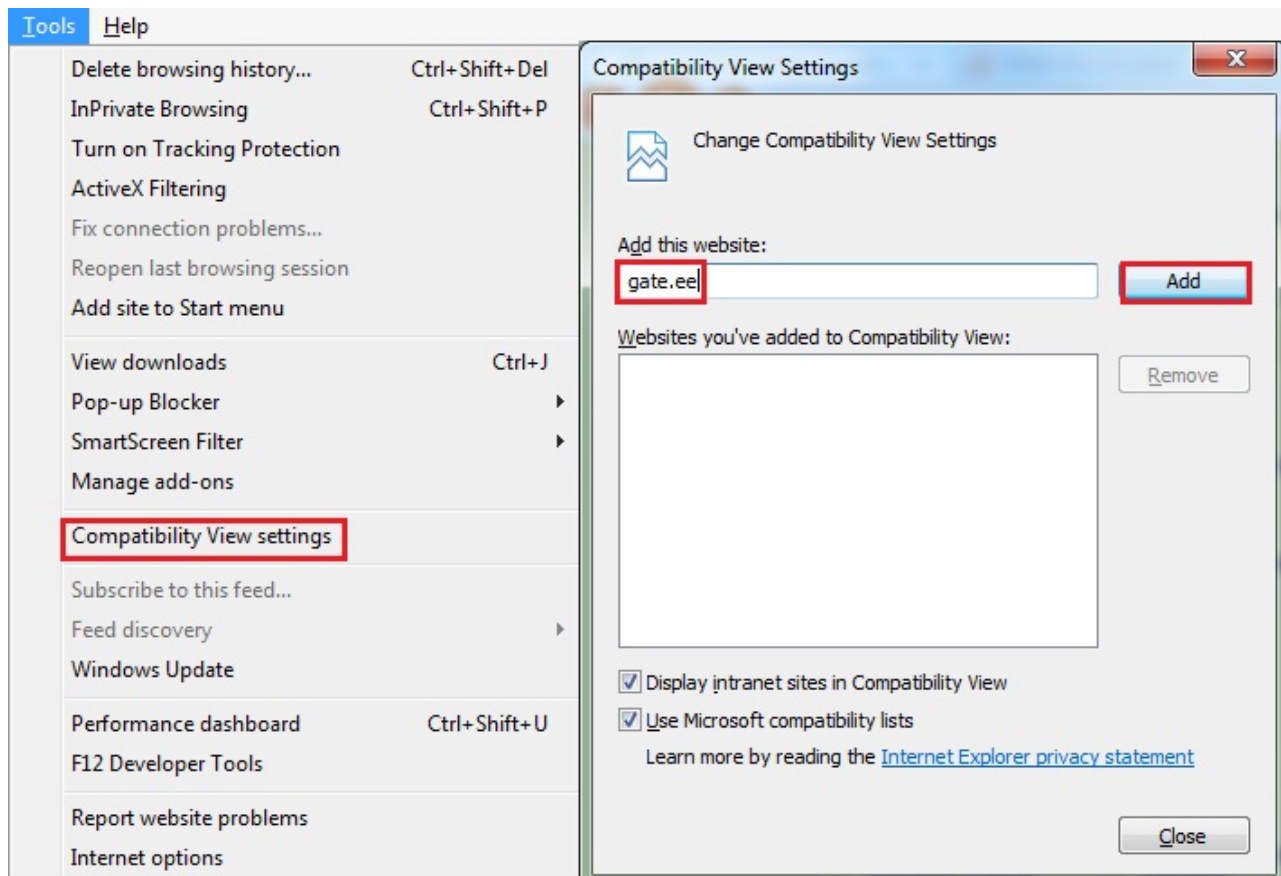 Tools Help
Delete browsing history... Ctrl+Shift+Del
InPrivate Browsing Ctrl+Shift+P
Turn on Tracking Protection
ActiveX Filtering
Fix connection problems...
Reopen last browsing session
Add site to Start menu
View downloads Ctrl+J
Pop-up Blocker
SmartScreen Filter
Manage add-ons
Compatibility View settings
Subscribe to this feed...
Feed discovery
Windows Update
Performance dashboard Ctrl+Shift+U
F12 Developer Tools
Report website problems
Internet options
Compatibility View Settings
Change Compatibility View Settings
Add this website:
gate.ee Add
Websites you've added to Compatibility View:
Remove
Display intranet sites in Compatibility View
Use Microsoft compatibility lists
Learn more by reading the Internet Explorer privacy statement
Close